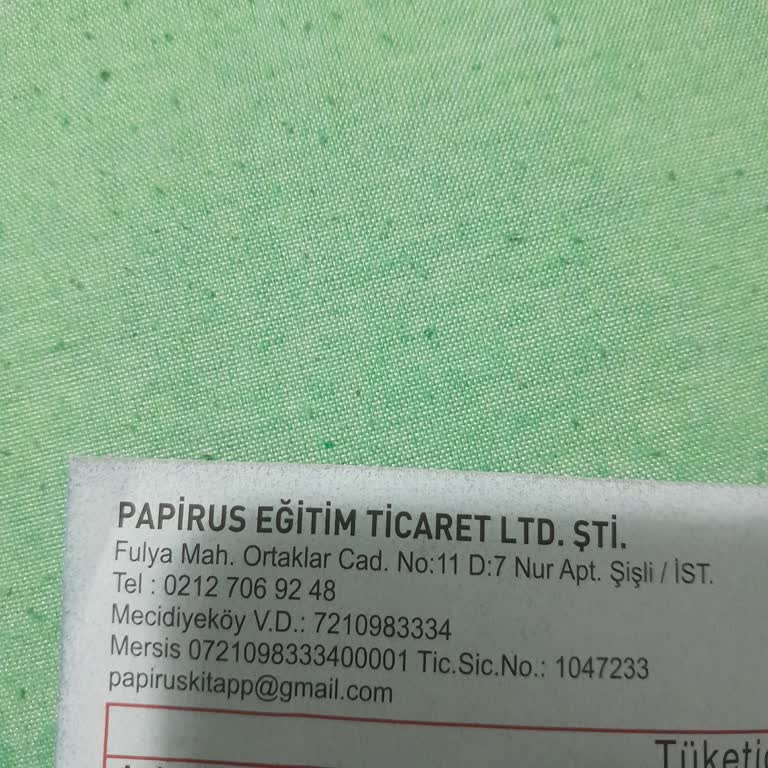 PAPİRUS EĞİTİM TİCARET LTD. ŞTİ.
Fulya Mah. Ortaklar Cad. No:11 D:7 Nur Apt. Şişli / İST.
Tel : 0212 706 92 48
Mecidiyeköy V.D.: 7210983334
Mersis 0721098333400001 Tic.Sic.No.: 1047233
papiruskitapp@gmail.com